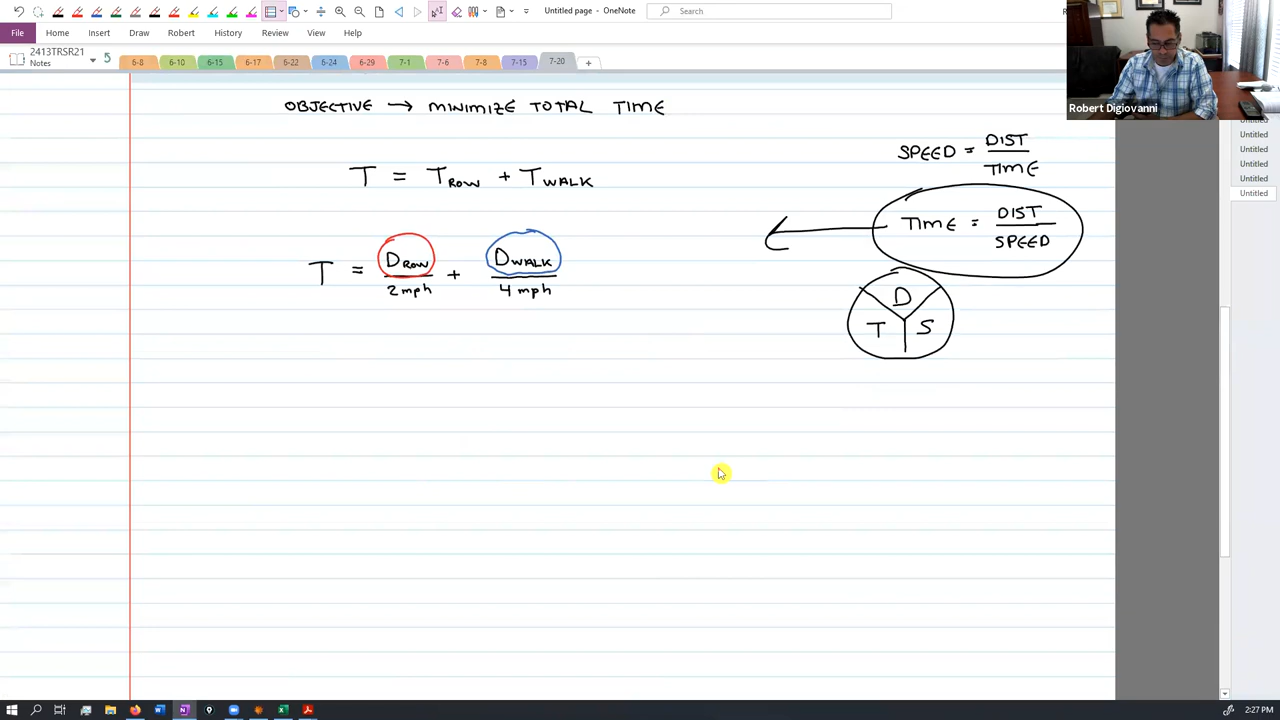 Untitled page - OneNote
Search
File Home Insert Draw Robert History Review View Help
2413TRSR21
Notes
6-8 6-10 6-15 6-17 6-22 6-24 6-29 7-1 7-6 7-8 7-15 7-20
Robert Digiovanni
Untitled
Untitled
Untitled
Untitled
Untitled
Untitled
OBJECTIVE → MINIMIZE TOTAL TIME
SPEED = DIST
TIME
T = TROW + TWALK
TIME = DIST
SPEED
T = DROW + DWALK
2 mph 4 mph
D
T S
2:27 PM